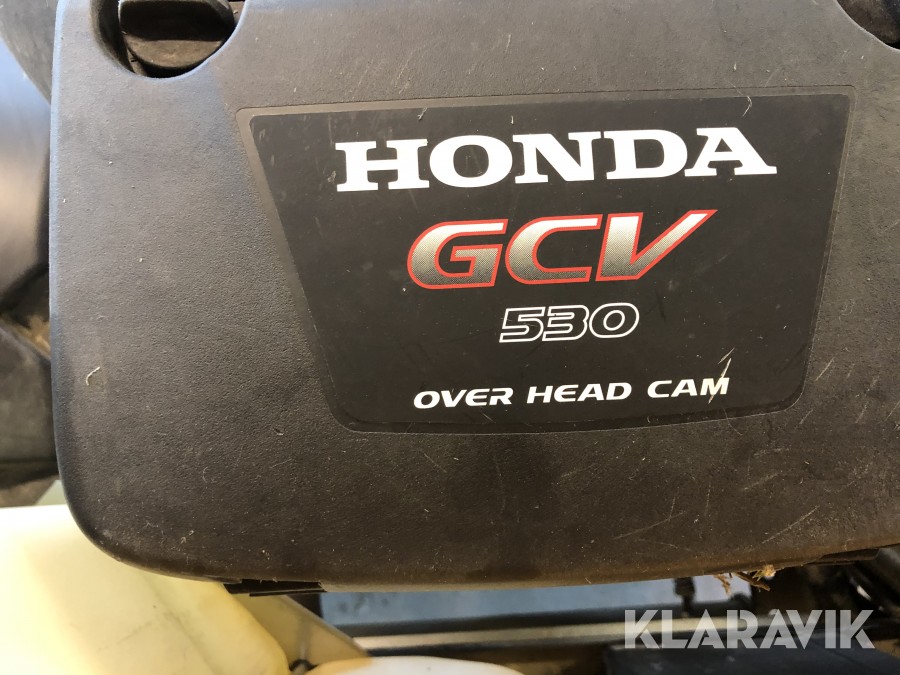 HONDA
GCV
530
OVER HEAD CAM
KLARAVIK